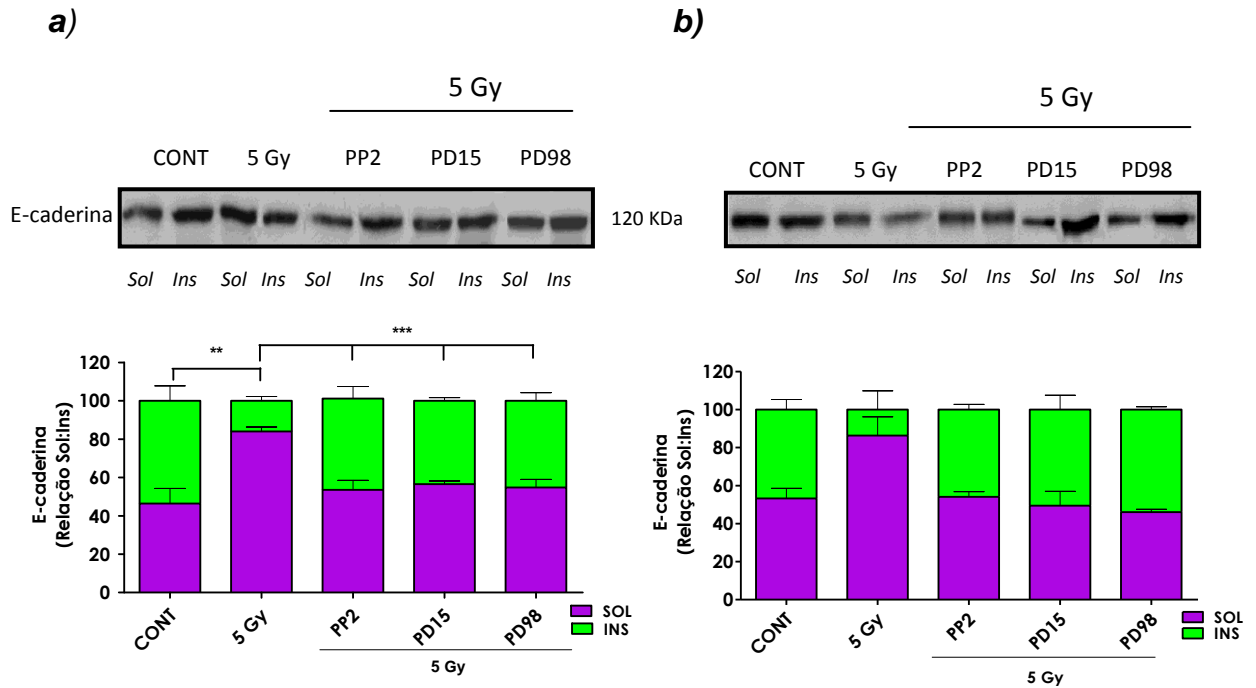 a)
5 Gy
CONT 5 Gy PP2 PD15 PD98
E-caderina
Sol Ins Sol Ins Sol Ins Sol Ins Sol Ins
120 KDa
** ***
120
100
80
60
40
20
0
E-caderina
(Relação Sol:Ins)
CONT 5 Gy PP2 PD15 PD98
5 Gy
SOL
INS
b)
5 Gy
CONT 5 Gy PP2 PD15 PD98
Sol Ins Sol Ins Sol Ins Sol Ins Sol Ins
120
100
80
60
40
20
0
E-caderina
(Relação Sol:Ins)
CONT 5 Gy PP2 PD15 PD98
5 Gy
SOL
INS